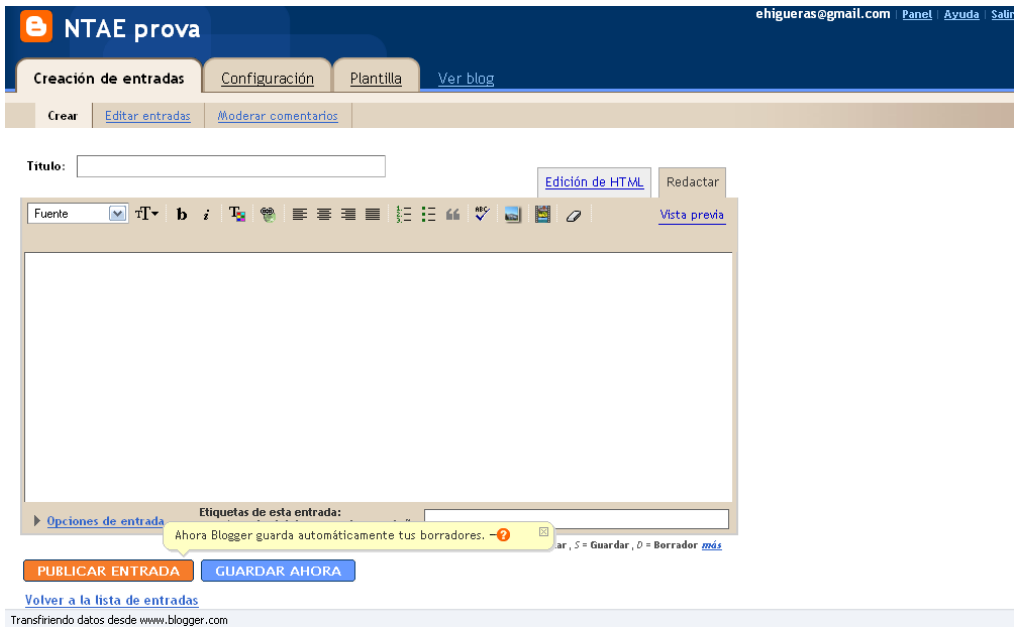 ehigueras@gmail.com | Panel | Ayuda | Salir
NTAE prova
Creación de entradas Configuración Plantilla Ver blog
Crear Editar entradas Moderar comentarios
Título:
Edición de HTML Redactar
Fuente Vista previa
Etiquetas de esta entrada:
Opciones de entrada
Ahora Blogger guarda automáticamente tus borradores. –
, S = Guardar , D = Borrador más
PUBLICAR ENTRADA GUARDAR AHORA
Volver a la lista de entradas
Transfiriendo datos desde www.blogger.com